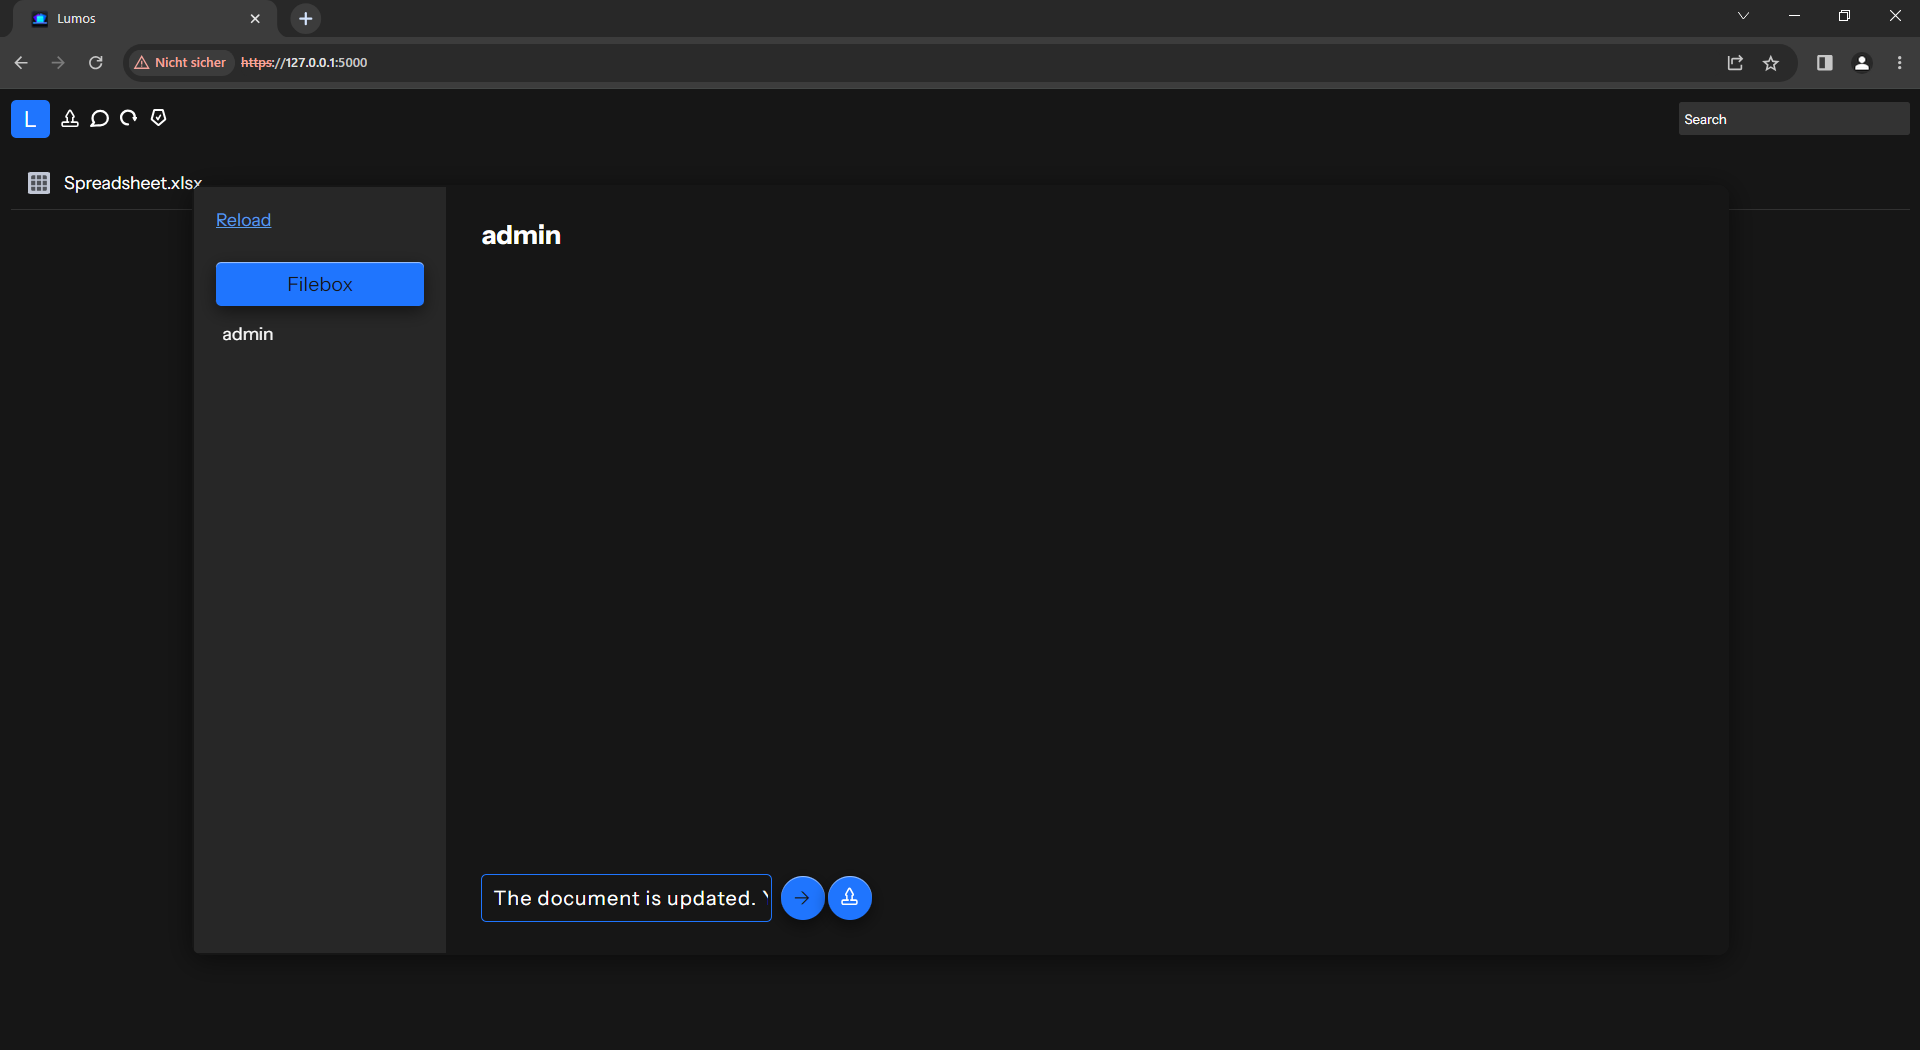 Lumos
Nicht sicher https://127.0.0.1:5000
L
Search
Spreadsheet.xlsx
Reload
admin
Filebox
admin
The document is updated.